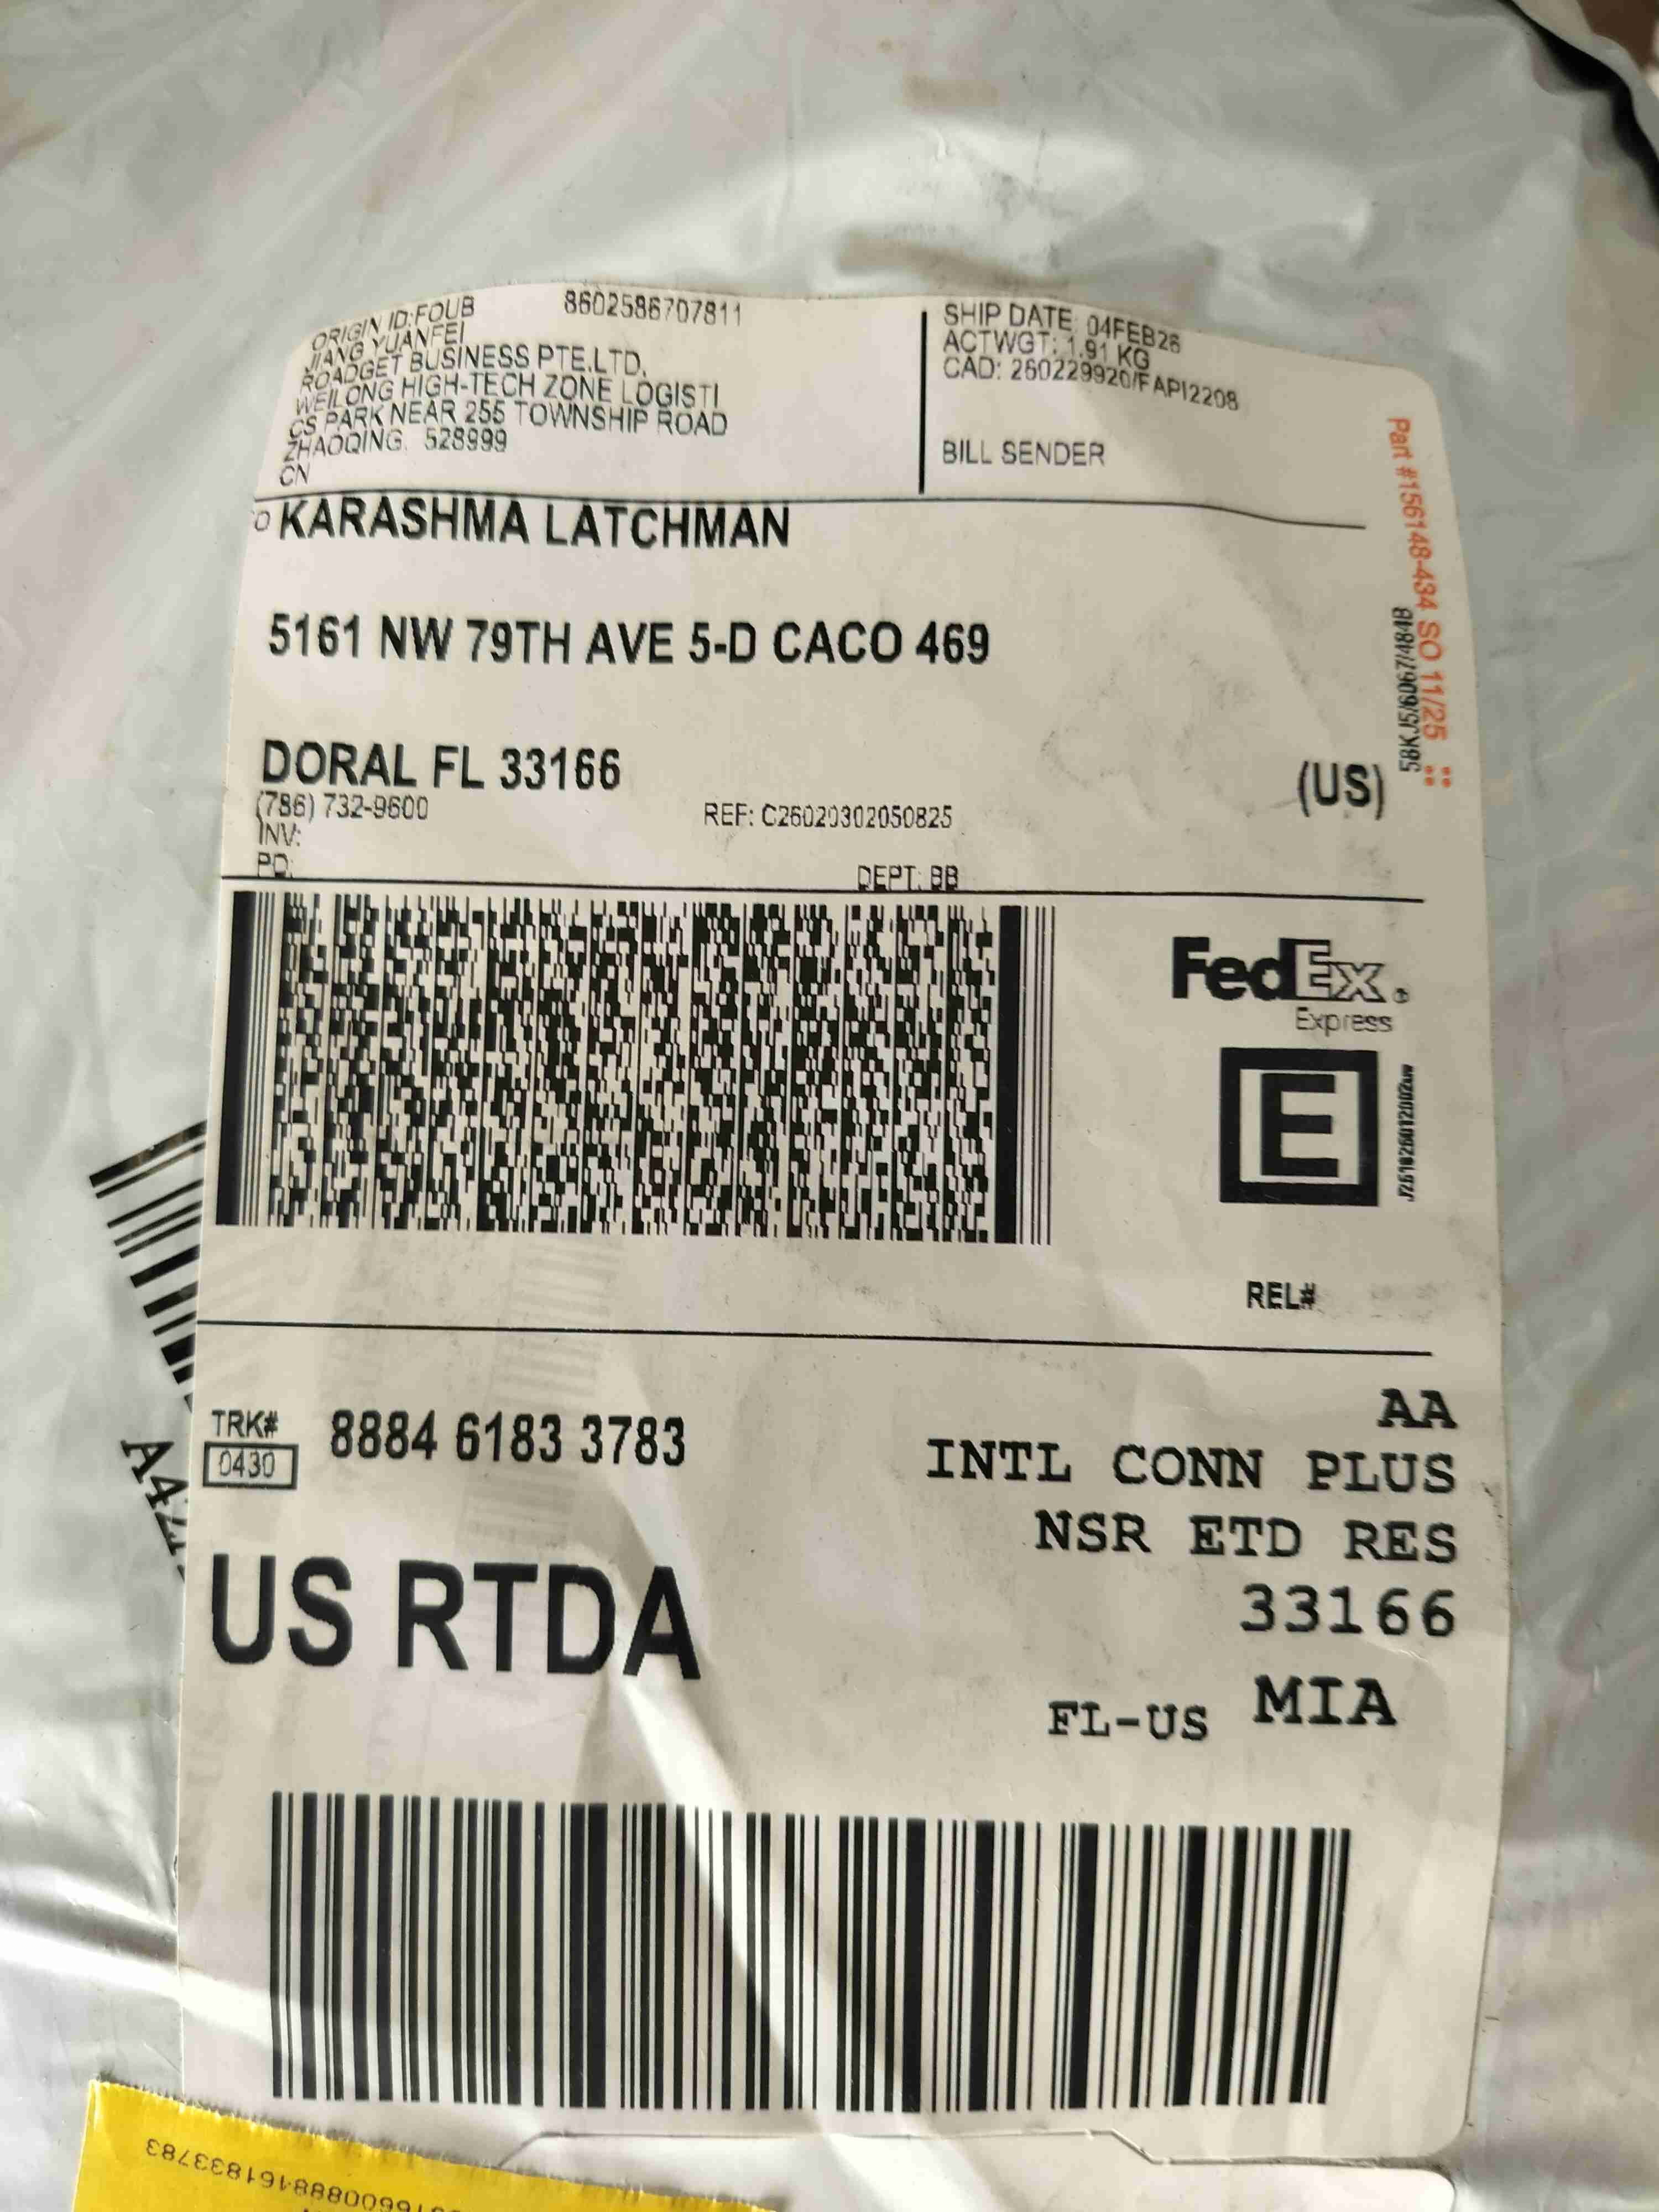 ORIGIN ID:FOUB 8602586707811
JIANG YUANFEI
ROADGET BUSINESS PTE.LTD.
WEILONG HIGH-TECH ZONE LOGISTI
CS PARK NEAR 255 TOWNSHIP ROAD
ZHAOQING, 528999
CN
SHIP DATE: 04FEB26
ACTWGT: 1.91 KG
CAD: 260229920/FAPI2208
BILL SENDER
TO KARASHMA LATCHMAN
5161 NW 79TH AVE 5-D CACO 469
DORAL FL 33166
(US)
(786) 732-9600
REF: C26020302050825
INV:
PO:
DEPT: BB
Part #156148-434 SO 11/25
58KJ5/6067/484B
FedEx
Express
E
REL#
TRK# 8884 6183 3783
0430
AA
INTL CONN PLUS
NSR ETD RES
33166
US RTDA
FL-US MIA